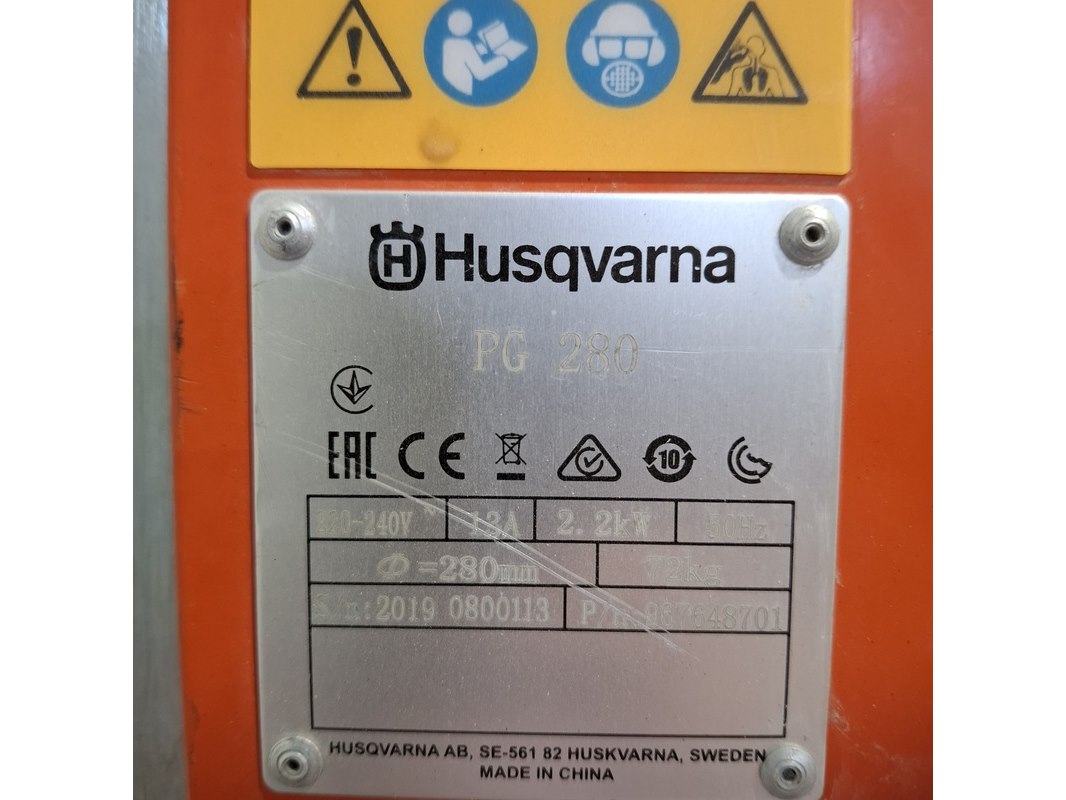 Husqvarna
PG 280
EAC CE 10
220-240V 13A 2.2kW 50Hz
Φ=280mm 72kg
S/n:2019 0800113 P/n.967648701
HUSQVARNA AB, SE-561 82 HUSKVARNA, SWEDEN
MADE IN CHINA